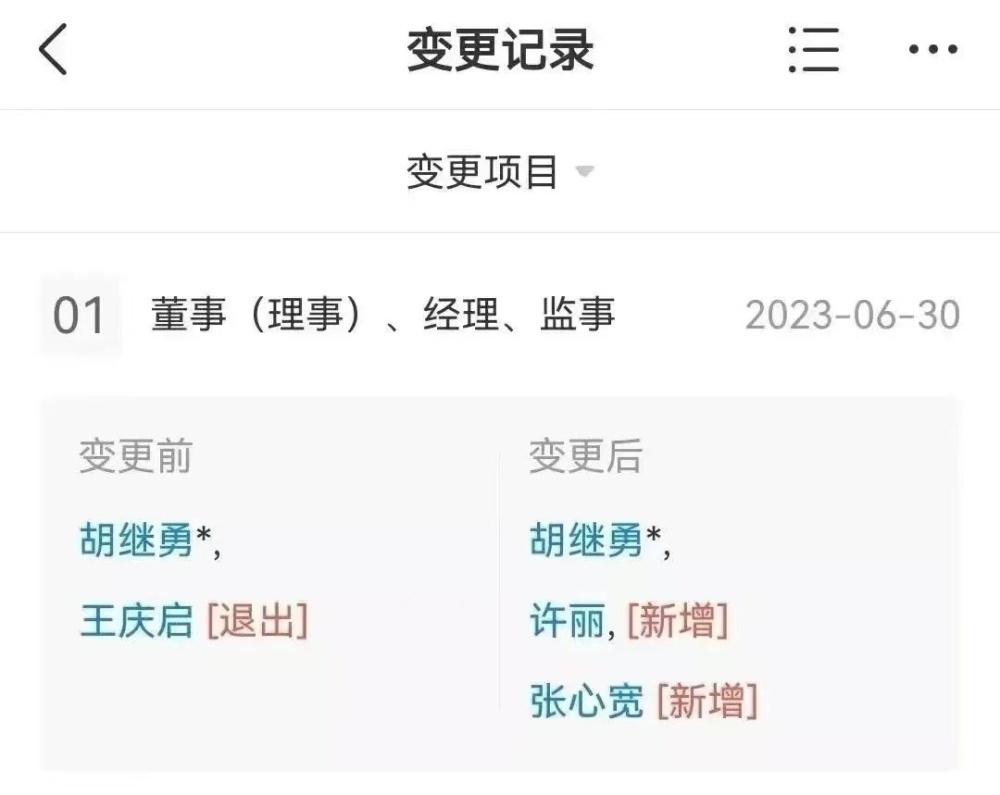 变更记录
变更项目
01 董事（理事）、经理、监事 2023-06-30
变更前
胡继勇*,
王庆启 [退出]
变更后
胡继勇*,
许丽, [新增]
张心宽 [新增]